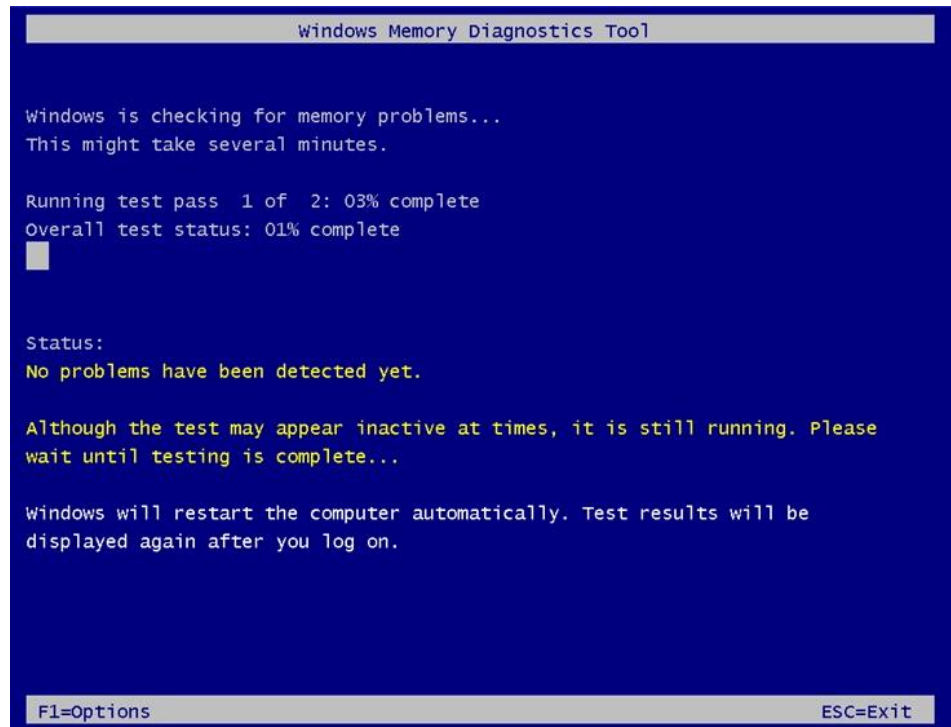 Windows Memory Diagnostics Tool
Windows is checking for memory problems...
This might take several minutes.
Running test pass  1 of  2: 03% complete
Overall test status: 01% complete
Status:
No problems have been detected yet.
Although the test may appear inactive at times, it is still running. Please
wait until testing is complete...
Windows will restart the computer automatically. Test results will be
displayed again after you log on.
F1=Options ESC=Exit